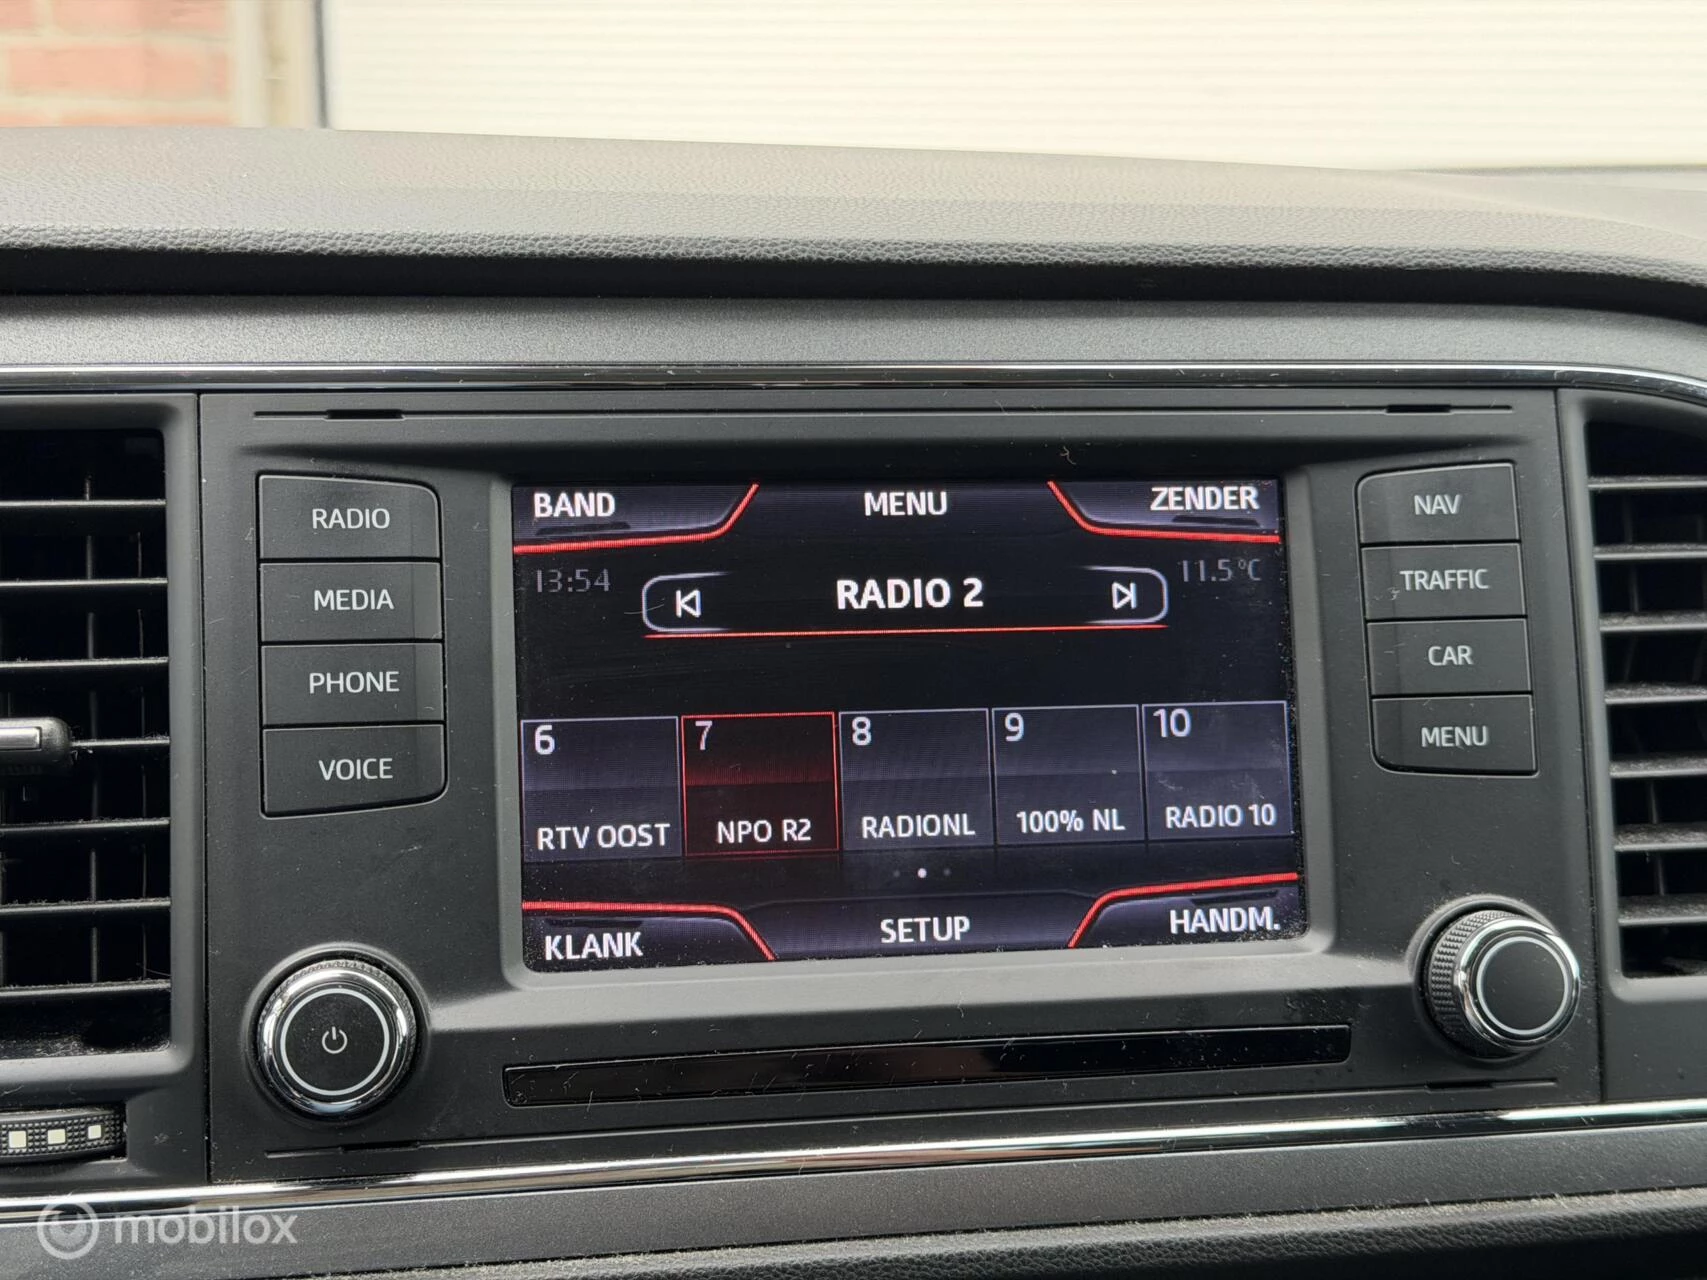 RADIO
MEDIA
PHONE
VOICE
BAND MENU ZENDER
13:54 RADIO 2 11.5°C
6 7 8 9 10
RTV OOST NPO R2 RADIONL 100% NL RADIO 10
KLANK SETUP HANDM.
NAV
TRAFFIC
CAR
MENU
mobilox